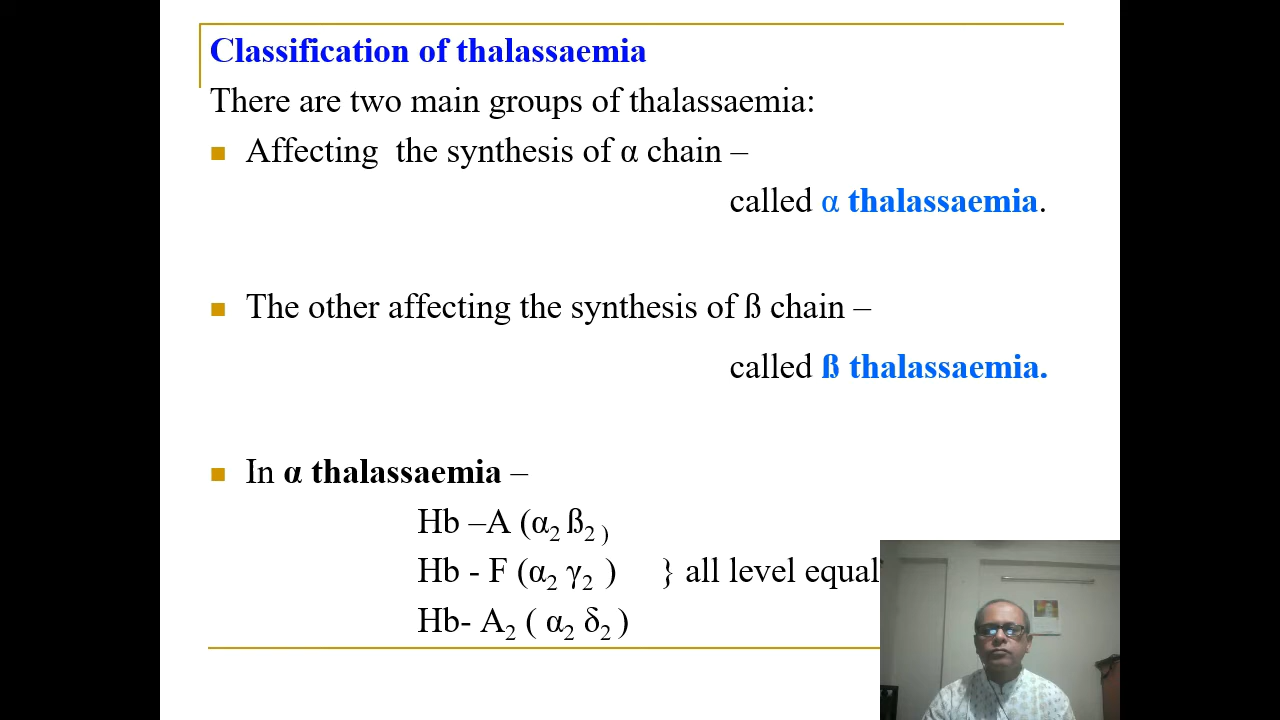 Classification of thalassaemia
There are two main groups of thalassaemia:
Affecting the synthesis of α chain –
called α thalassaemia.
The other affecting the synthesis of ß chain –
called ß thalassaemia.
In α thalassaemia –
Hb –A (α₂ ß₂ )
Hb - F (α₂ γ₂ ) } all level equal
Hb- A₂ ( α₂ δ₂ )